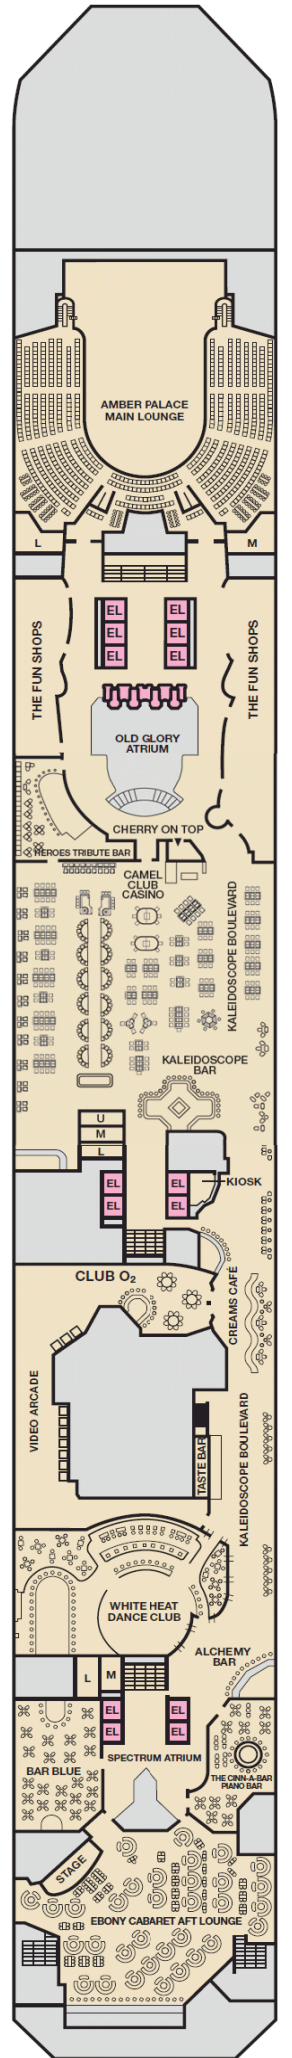 AMBER PALACE
MAIN LOUNGE
L
M
EL
EL
EL
EL
EL
EL
THE FUN SHOPS
THE FUN SHOPS
OLD GLORY
ATRIUM
CHERRY ON TOP
HEROES TRIBUTE BAR
CAMEL
CLUB
CASINO
KALEIDOSCOPE BOULEVARD
KALEIDOSCOPE
BAR
U
M
L
EL
EL
EL
EL
KIOSK
CLUB O2
CREAMS CAFÉ
VIDEO ARCADE
TASTE BAR
KALEIDOSCOPE BOULEVARD
WHITE HEAT
DANCE CLUB
ALCHEMY
BAR
L
M
EL
EL
EL
EL
SPECTRUM ATRIUM
BAR BLUE
THE CINN-A-BAR
PIANO BAR
STAGE
EBONY CABARET AFT LOUNGE